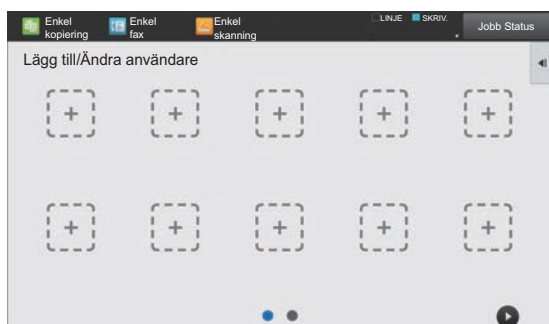 Enkel kopiering
Enkel fax
Enkel skanning
LINJE
SKRIV.
Jobb Status
Lägg till/Ändra användare